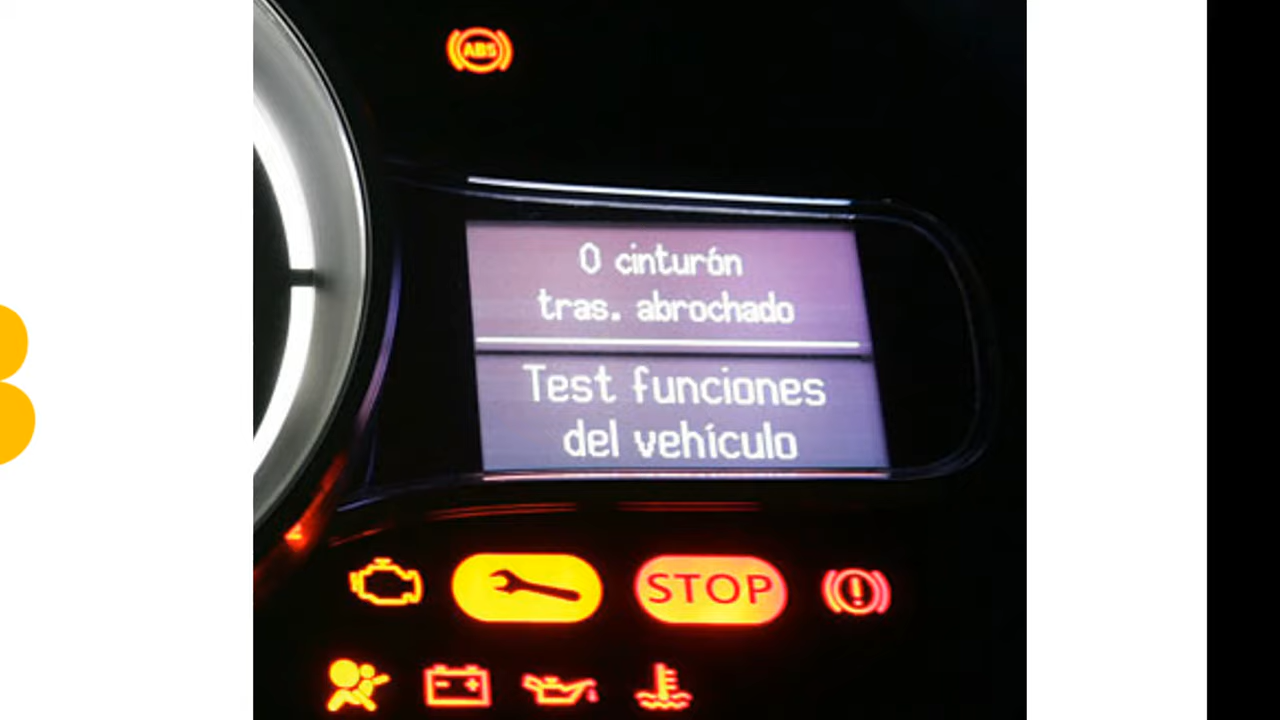 ABS
0 cinturón
tras. abrochado
Test funciones
del vehículo
STOP